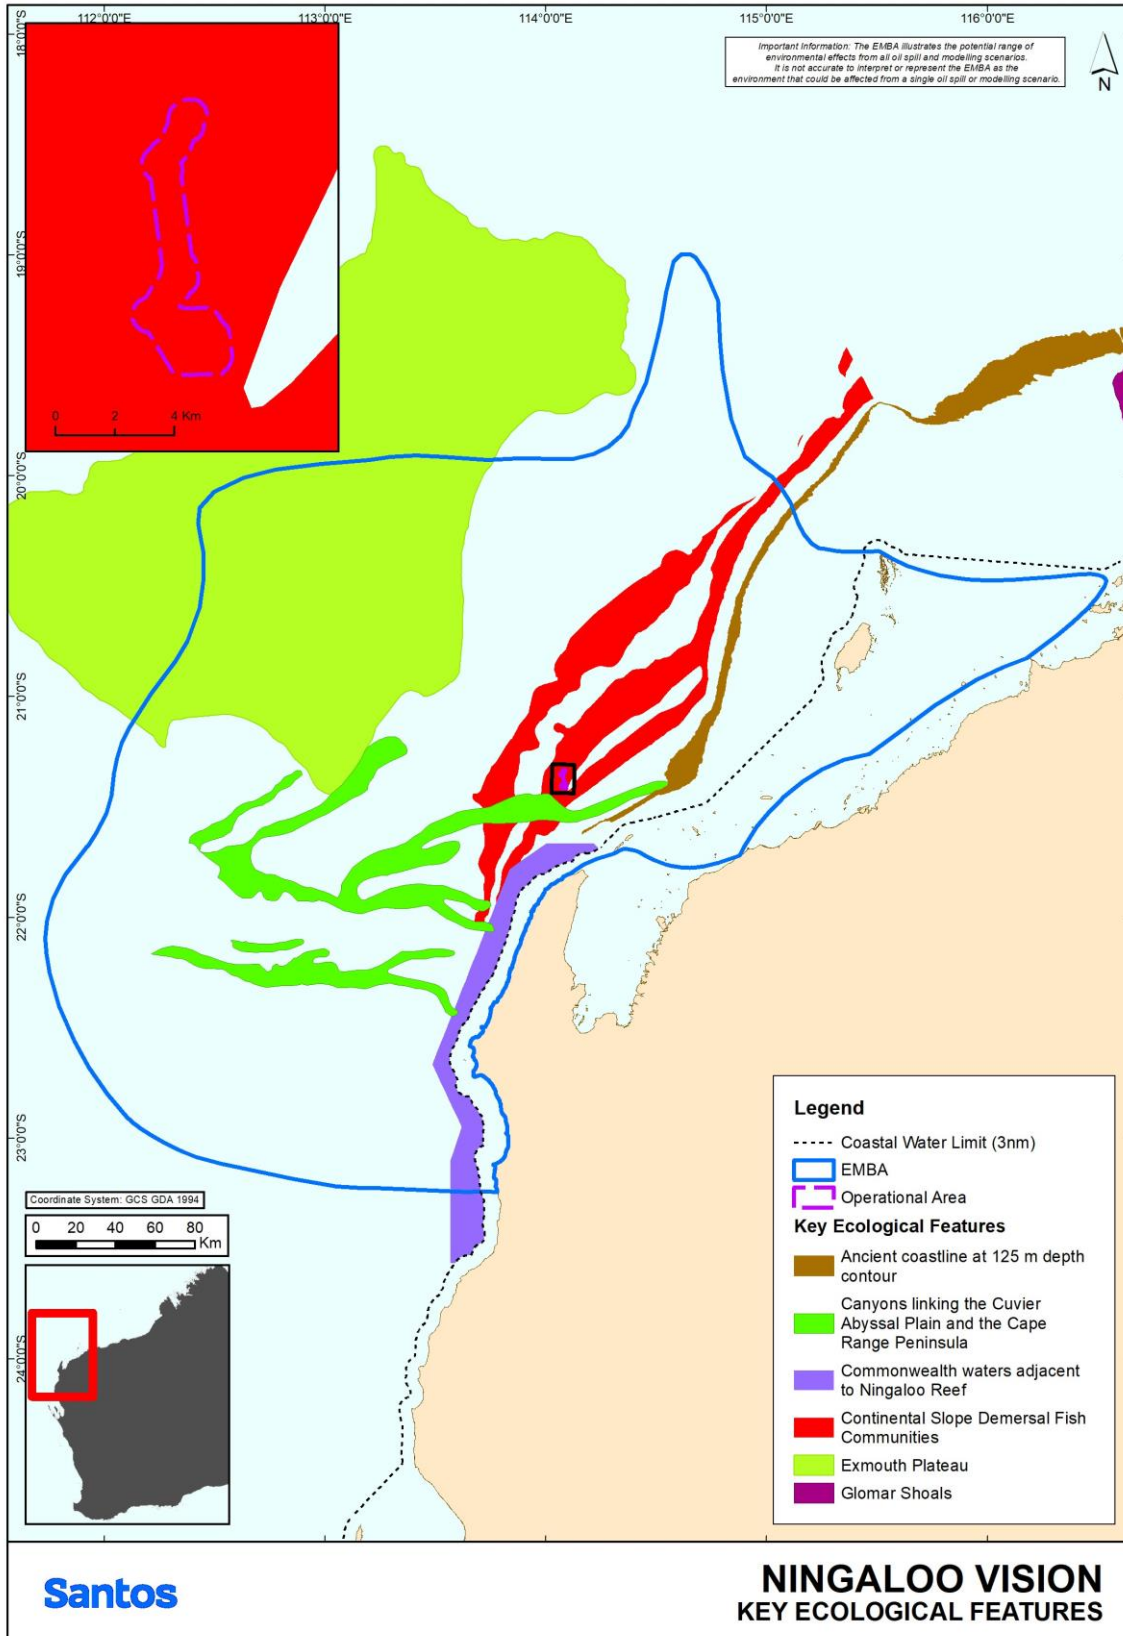 112°0'0"E
113°0'0"E
114°0'0"E
115°0'0"E
116°0'0"E
18°0'0"S
19°0'0"S
20°0'0"S
21°0'0"S
22°0'0"S
23°0'0"S
24°0'0"S
Important Information: The EMBA illustrates the potential range of
environmental effects from all oil spill and modelling scenarios.
It is not accurate to interpret or represent the EMBA as the
environment that could be affected from a single oil spill or modelling scenario.
N
0 2 4 Km
Coordinate System: GCS GDA 1994
0 20 40 60 80
Km
Legend
Coastal Water Limit (3nm)
EMBA
Operational Area
Key Ecological Features
Ancient coastline at 125 m depth
contour
Canyons linking the Cuvier
Abyssal Plain and the Cape
Range Peninsula
Commonwealth waters adjacent
to Ningaloo Reef
Continental Slope Demersal Fish
Communities
Exmouth Plateau
Glomar Shoals
Santos
NINGALOO VISION
KEY ECOLOGICAL FEATURES